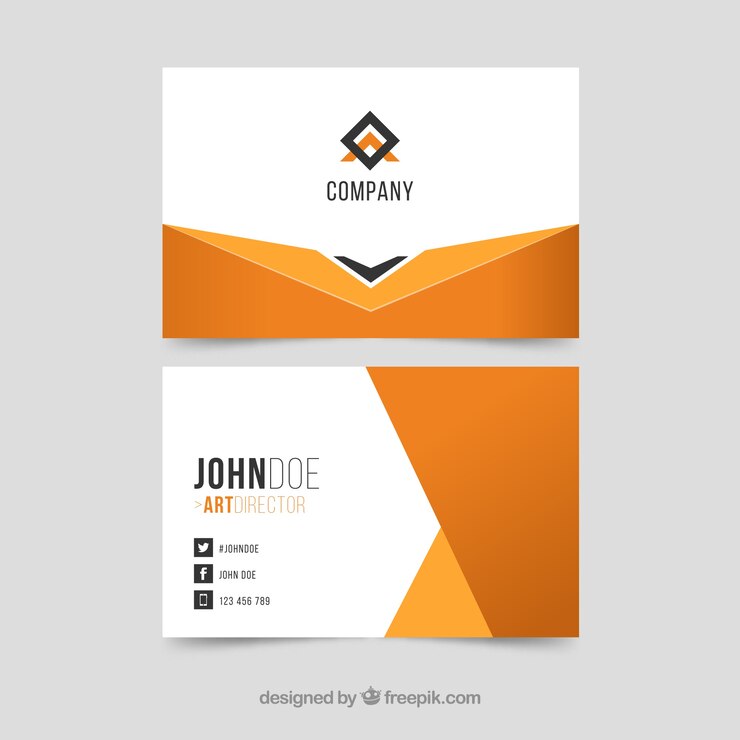 COMPANY
JOHNDOE
>ARTDIRECTOR
#JOHNDOE
JOHN DOE
123 456 789
designed by freepik.com